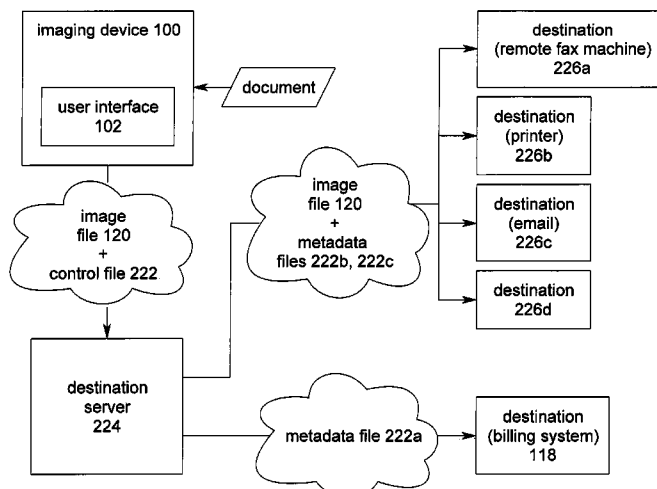 imaging device 100
user interface
102
document
image
file 120
+
control file 222
destination
server
224
image
file 120
+
metadata
files 222b, 222c
metadata file 222a
destination
(remote fax machine)
226a
destination
(printer)
226b
destination
(email)
226c
destination
226d
destination
(billing system)
118